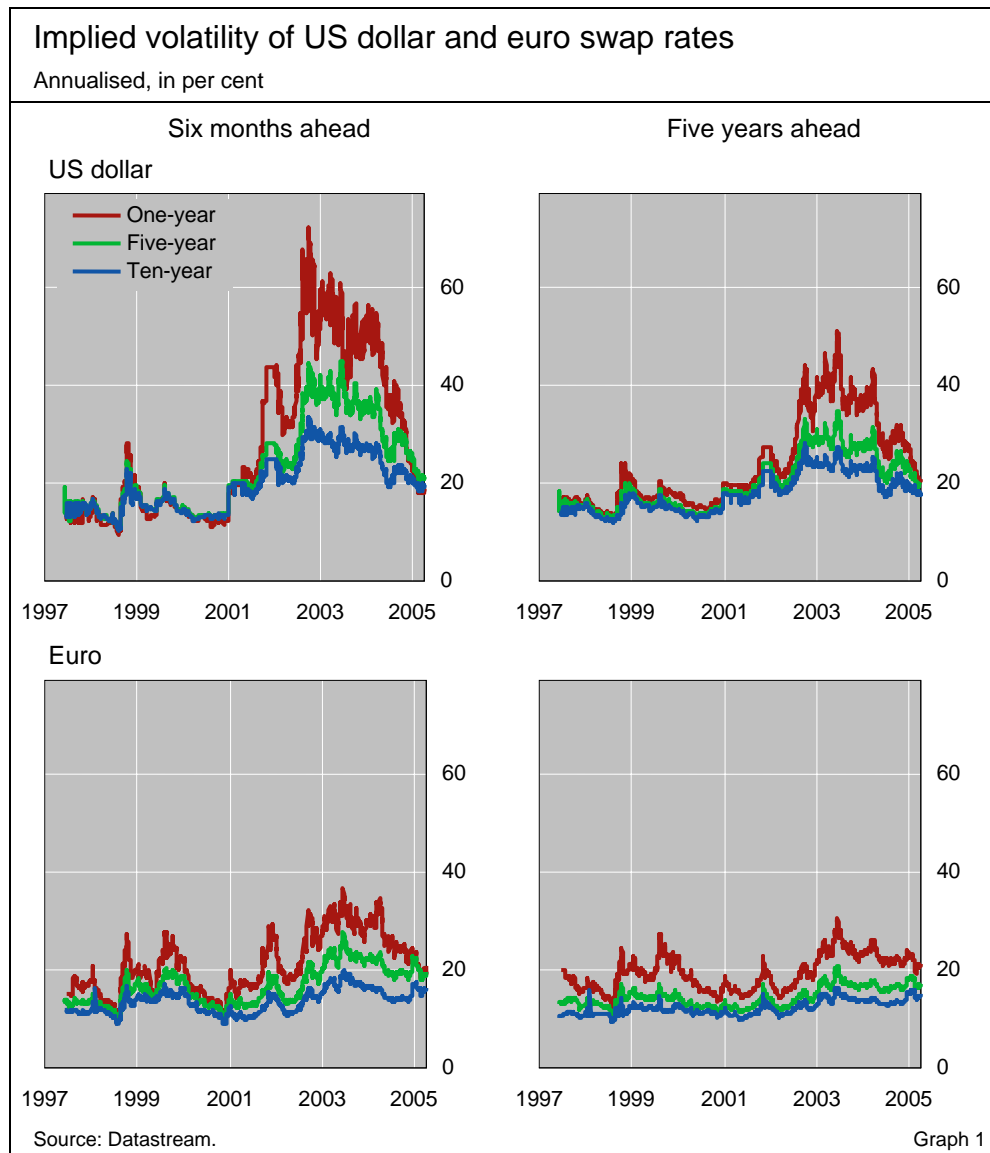 Implied volatility of US dollar and euro swap rates
Annualised, in per cent
Six months ahead
Five years ahead
US dollar
One-year
Five-year
Ten-year
60
40
20
0
60
40
20
0
1997 1999 2001 2003 2005
1997 1999 2001 2003 2005
Euro
60
40
20
0
60
40
20
0
1997 1999 2001 2003 2005
1997 1999 2001 2003 2005
Source: Datastream.
Graph 1